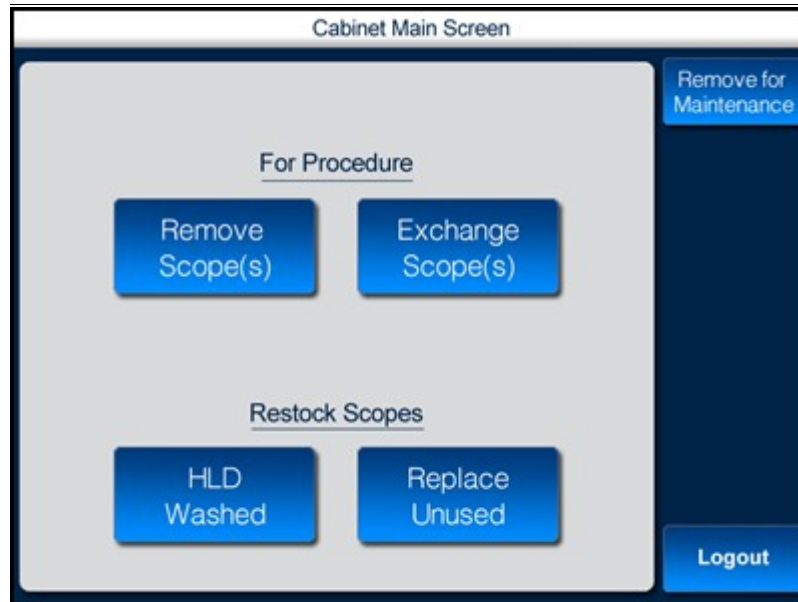 Cabinet Main Screen
Remove for
Maintenance
For Procedure
Remove
Scope(s)
Exchange
Scope(s)
Restock Scopes
HLD
Washed
Replace
Unused
Logout